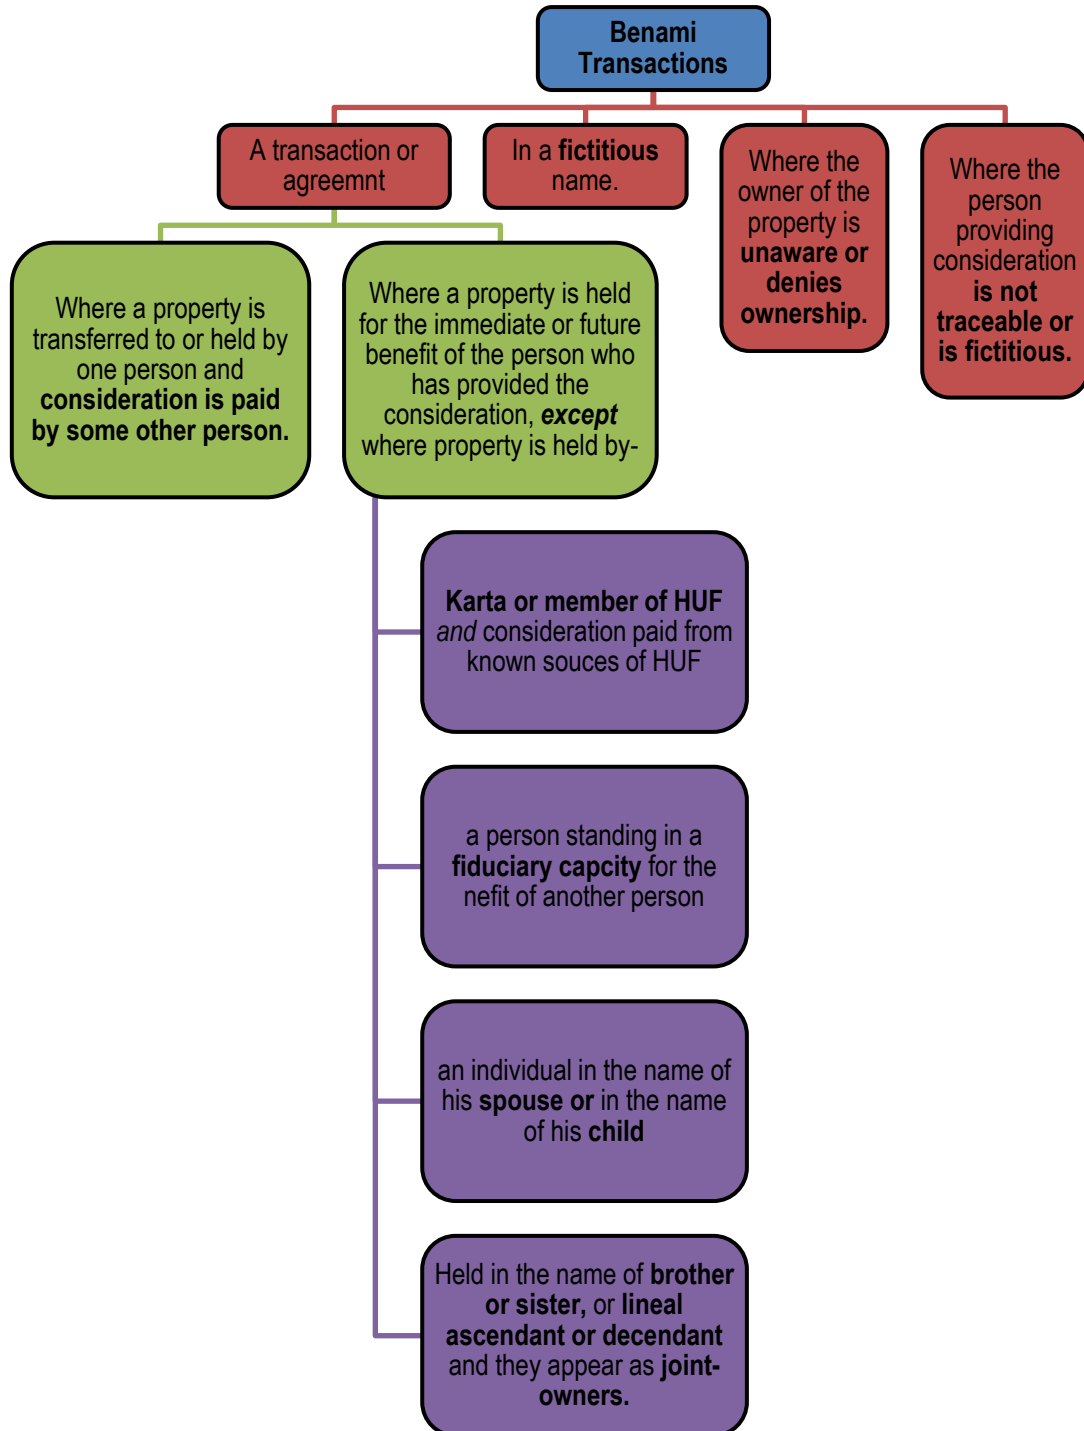 Benami
Transactions
A transaction or
agreemnt
In a fictitious
name.
Where the
owner of the
property is
unaware or
denies
ownership.
Where the
person
providing
consideration
is not
traceable or
is fictitious.
Where a property is
transferred to or held by
one person and
consideration is paid
by some other person.
Where a property is held
for the immediate or future
benefit of the person who
has provided the
consideration, except
where property is held by-
Karta or member of HUF
and consideration paid from
known souces of HUF
a person standing in a
fiduciary capcity for the
nefit of another person
an individual in the name of
his spouse or in the name
of his child
Held in the name of brother
or sister, or lineal
ascendant or decendant
and they appear as joint-
owners.